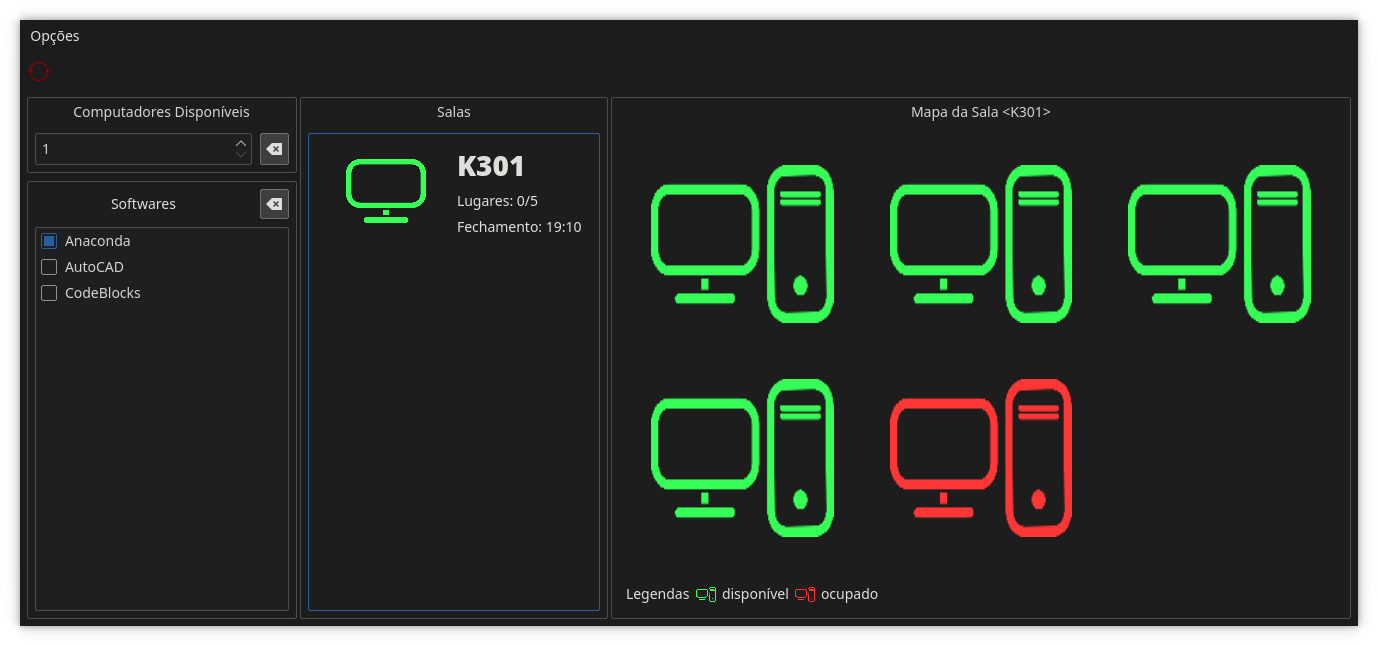 Opções
Computadores Disponíveis
1
Softwares
Anaconda
AutoCAD
CodeBlocks
Salas
K301
Lugares: 0/5
Fechamento: 19:10
Mapa da Sala <K301>
Legendas disponível ocupado